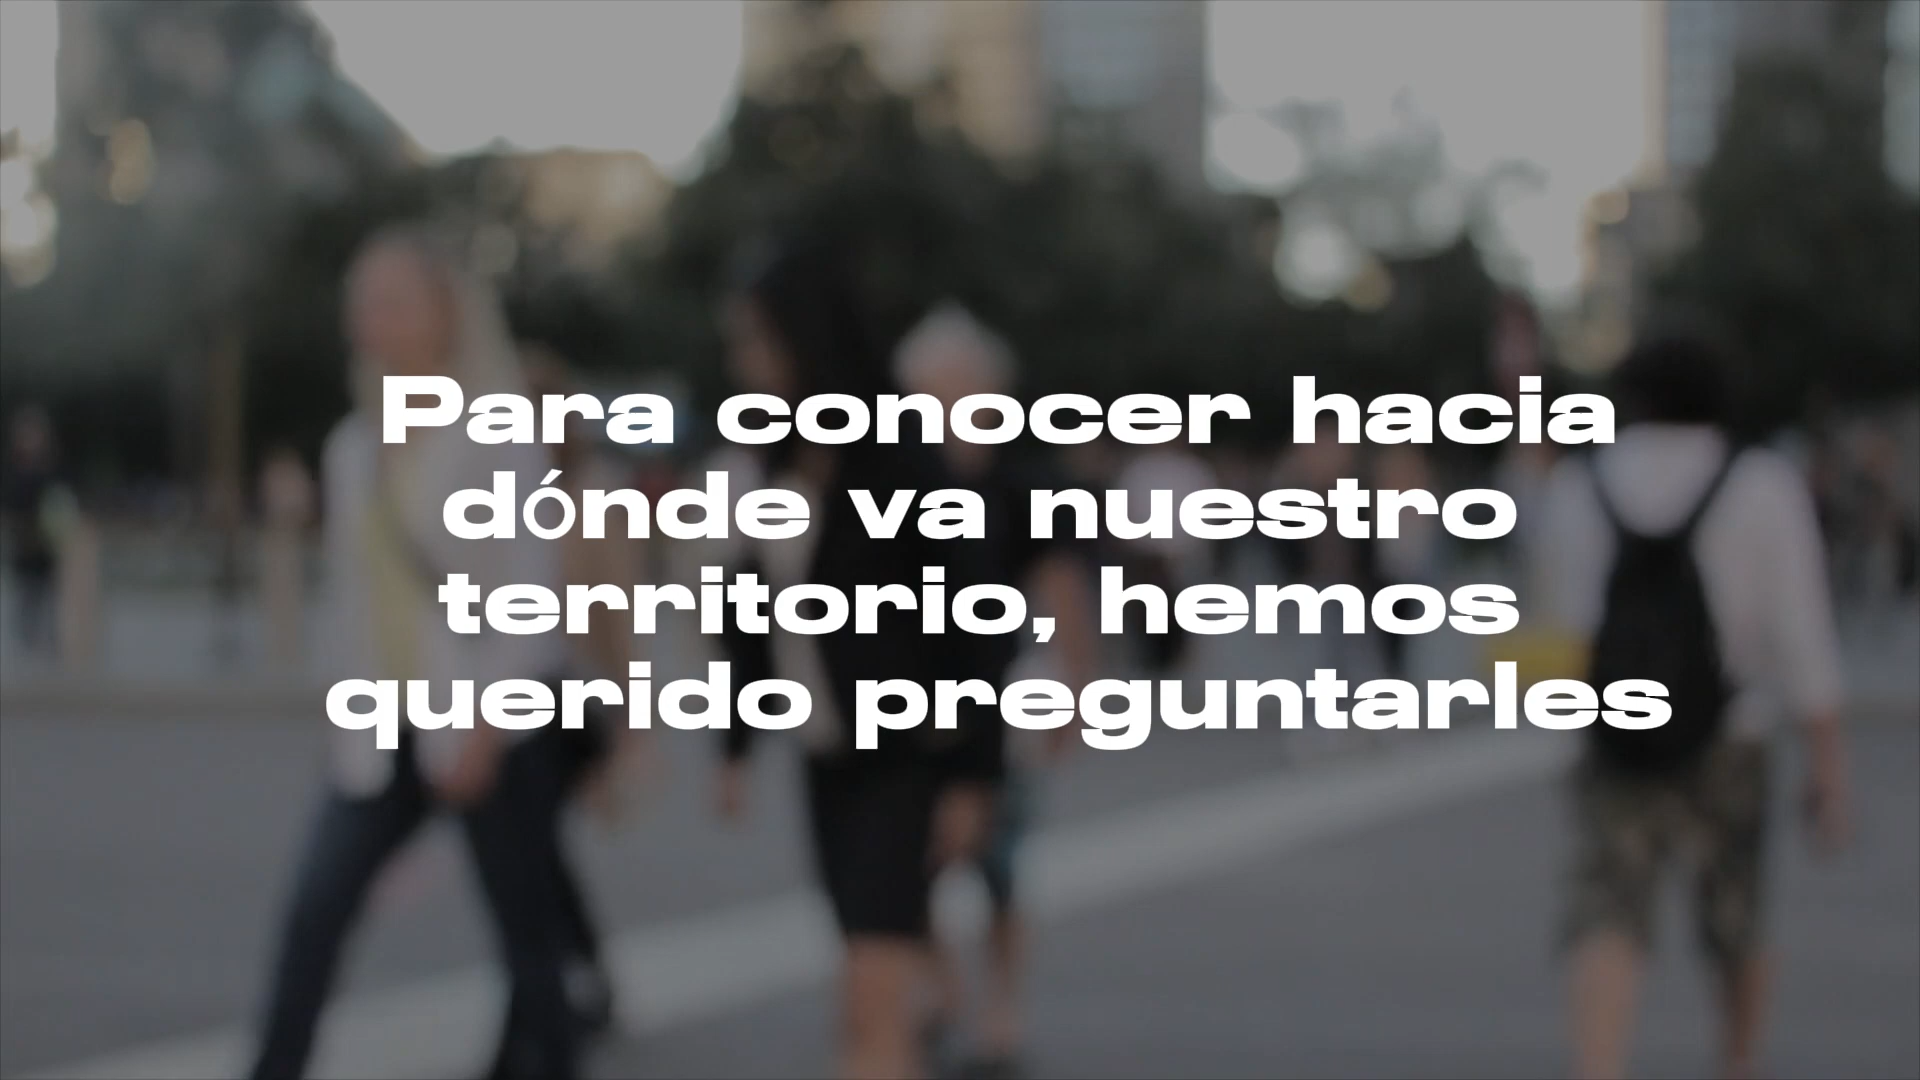 Para conocer hacia
dónde va nuestro
territorio, hemos
querido preguntarles